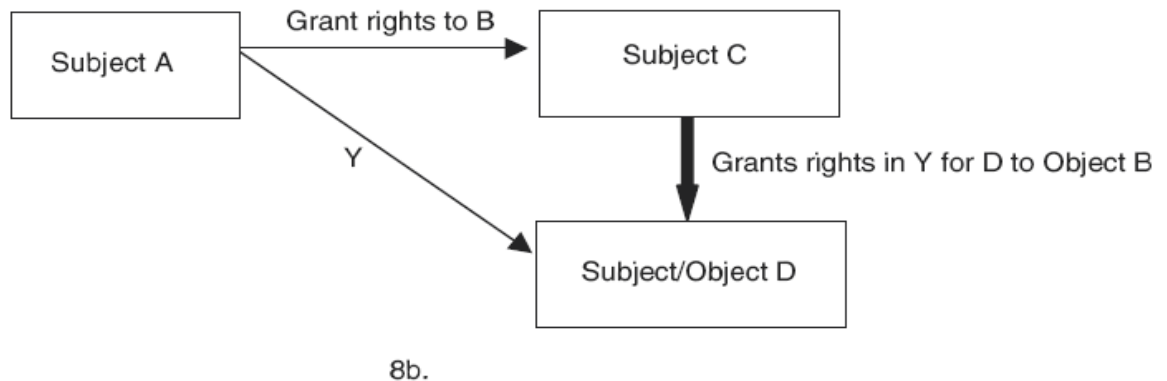 Grant rights to B
Subject A
Subject C
Y
Grants rights in Y for D to Object B
Subject/Object D
8b.